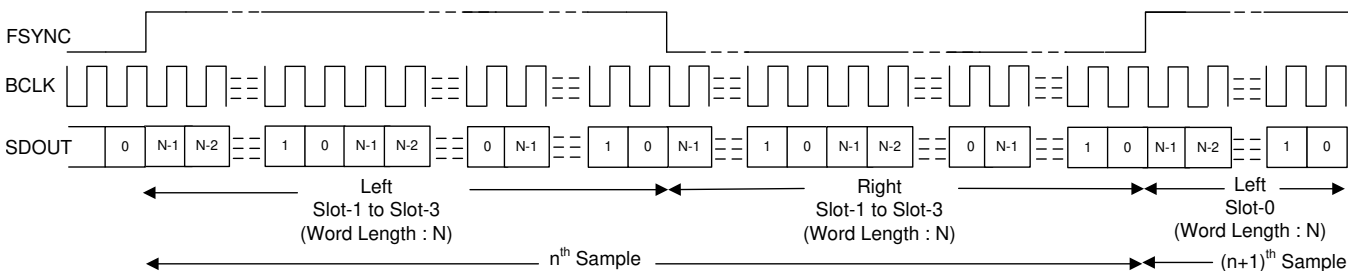 FSYNC
BCLK
SDOUT 0 N-1 N-2 1 0 N-1 N-2 0 N-1 1 0 N-1 1 0 N-1 N-2 0 N-1 1 0 N-1 N-2 1 0
Left Right Left
Slot-1 to Slot-3 Slot-1 to Slot-3 Slot-0
(Word Length : N) (Word Length : N) (Word Length : N)
nth Sample (n+1)th Sample